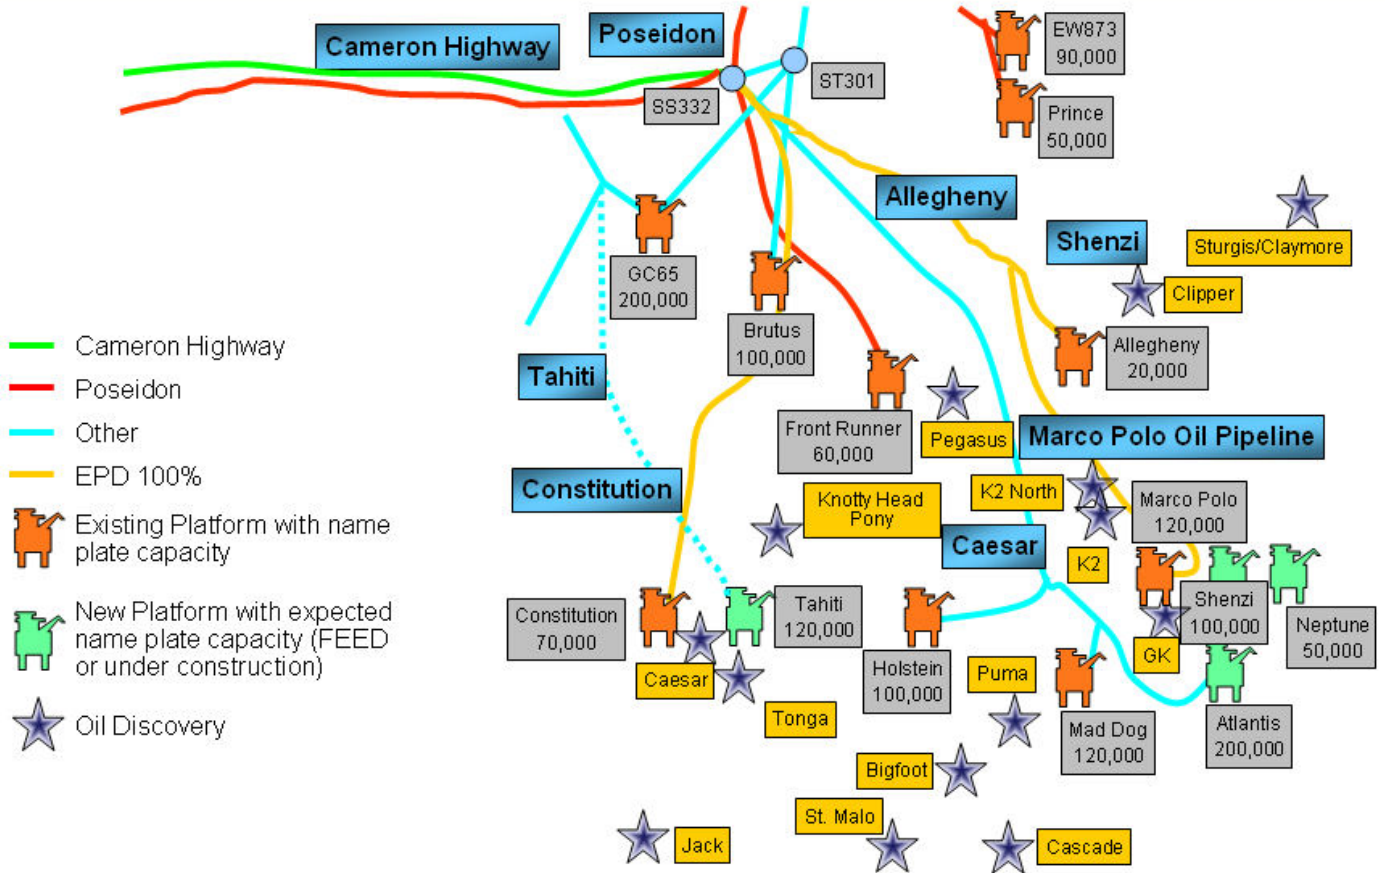 Cameron Highway
Poseidon
EW873
90,000
ST301
SS332
Prince
50,000
Allegheny
Shenzi
Sturgis/Claymore
Clipper
GC65
200,000
Brutus
100,000
Allegheny
20,000
Cameron Highway
Poseidon
Other
EPD 100%
Existing Platform with name
plate capacity
New Platform with expected
name plate capacity (FEED
or under construction)
Oil Discovery
Tahiti
Front Runner
60,000
Pegasus
Marco Polo Oil Pipeline
Constitution
K2 North
Knotty Head
Pony
Marco Polo
120,000
Caesar
K2
Constitution
70,000
Tahiti
120,000
Shenzi
100,000
Neptune
50,000
Caesar
Holstein
100,000
Puma
GK
Tonga
Mad Dog
120,000
Atlantis
200,000
Bigfoot
St. Malo
Jack
Cascade